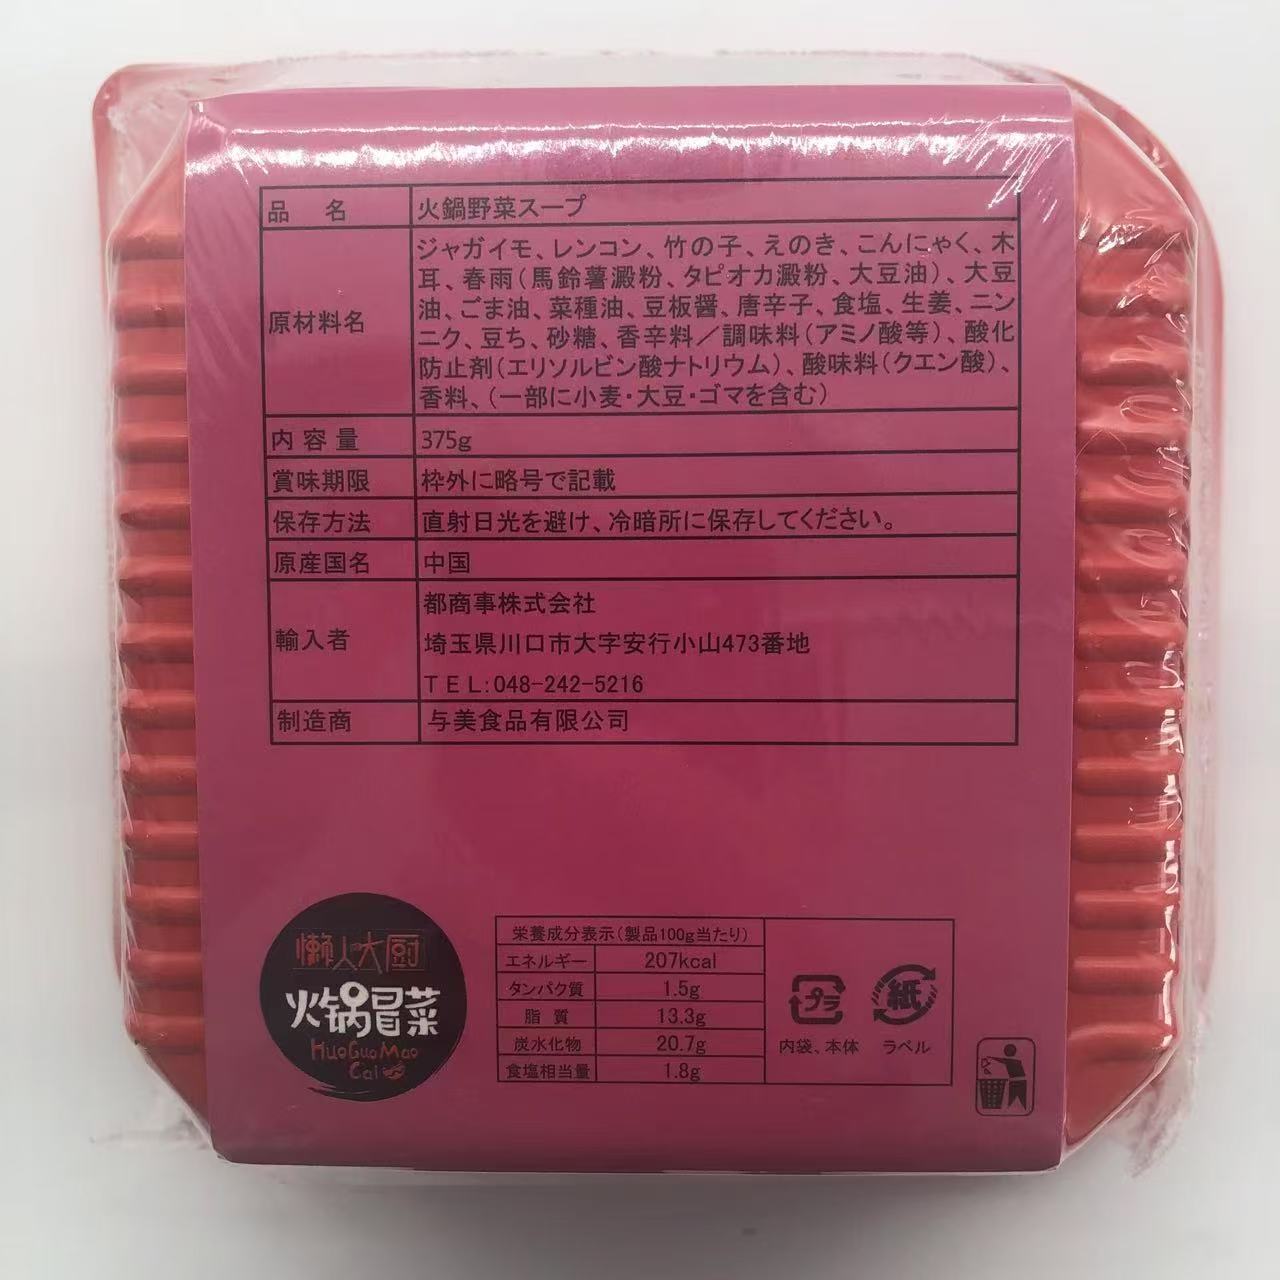 品 名 火鍋野菜スープ
原材料名
ジャガイモ、レンコン、竹の子、えのき、こんにゃく、木
耳、春雨(馬鈴薯澱粉、タピオカ澱粉、大豆油)、大豆
油、ごま油、菜種油、豆板醤、唐辛子、食塩、生姜、ニン
ニク、豆ち、砂糖、香辛料/調味料(アミノ酸等)、酸化
防止剤(エリソルビン酸ナトリウム)、酸味料(クエン酸)、
香料、(一部に小麦・大豆・ゴマを含む)
内容量 375g
賞味期限 枠外に略号で記載
保存方法 直射日光を避け、冷暗所に保存してください。
原産国名 中国
輸入者
都商事株式会社
埼玉県川口市大字安行小山473番地
TEL:048-242-5216
制造商 与美食品有限公司
懒人大厨
火锅冒菜
HuoGuoMao
Cai
栄養成分表示(製品100g当たり)
エネルギー 207kcal
タンパク質 1.5g
脂 質 13.3g
炭水化物 20.7g
食塩相当量 1.8g
プラ
内袋、本体
紙
ラベル